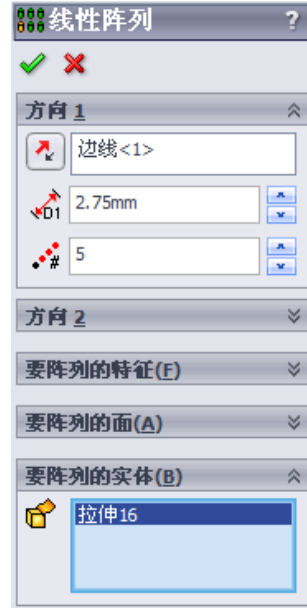 线性阵列 ?
方向 1
边线<1>
D1 2.75mm
# 5
方向 2
要阵列的特征(F)
要阵列的面(A)
要阵列的实体(B)
拉伸16